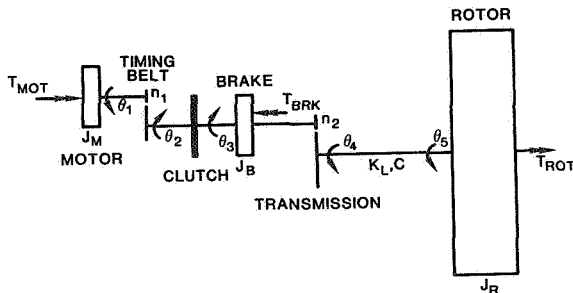 ROTOR
TIMING
BELT
BRAKE
T_MOT
n₁
T_BRK
n₂
θ₁
θ₂
θ₃
θ₄
θ₅
J_M
MOTOR
CLUTCH
J_B
K_L,C
T_ROT
TRANSMISSION
J_R